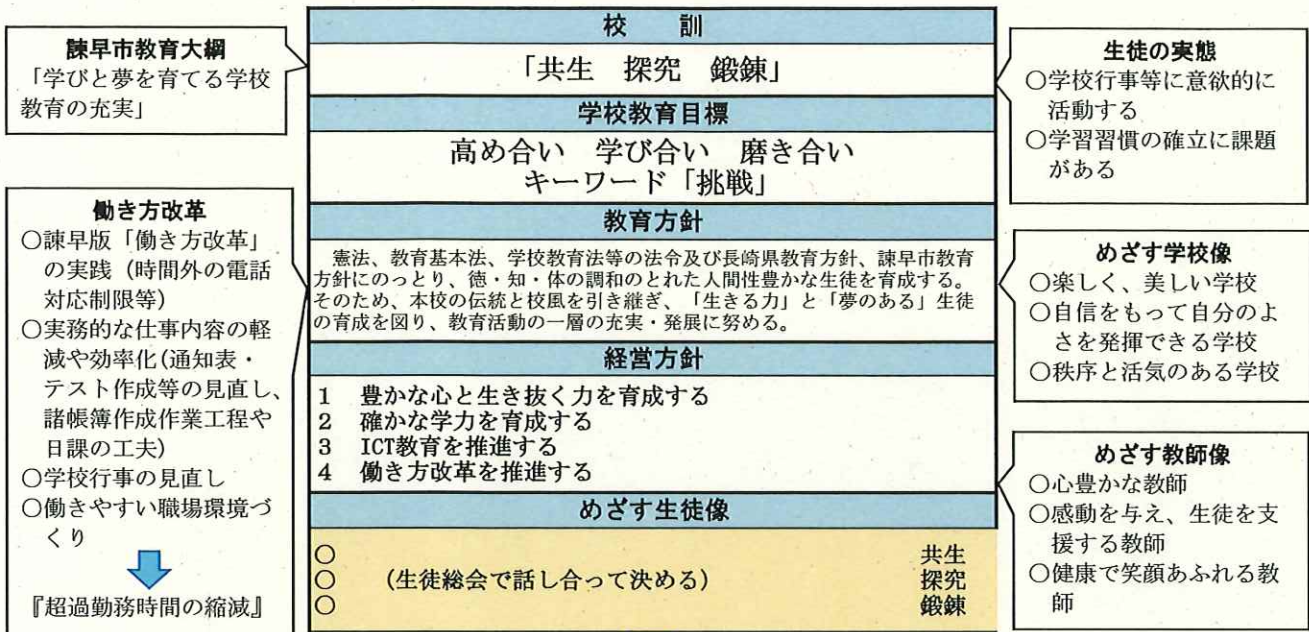 諫早市教育大綱
「学びと夢を育てる学校
教育の充実」
働き方改革
○諫早版「働き方改革」
の実践（時間外の電話
対応制限等）
○実務的な仕事内容の軽
減や効率化(通知表・
テスト作成等の見直し、
諸帳簿作成作業工程や
日課の工夫)
○学校行事の見直し
○働きやすい職場環境づ
くり
『超過勤務時間の縮減』
校　訓
「共生　探究　鍛錬」
学校教育目標
高め合い　学び合い　磨き合い
キーワード「挑戦」
教育方針
憲法、教育基本法、学校教育法等の法令及び長崎県教育方針、諫早市教育
方針にのっとり、徳・知・体の調和のとれた人間性豊かな生徒を育成する。
そのため、本校の伝統と校風を引き継ぎ、「生きる力」と「夢のある」生徒
の育成を図り、教育活動の一層の充実・発展に努める。
経営方針
1　豊かな心と生き抜く力を育成する
2　確かな学力を育成する
3　ICT教育を推進する
4　働き方改革を推進する
めざす生徒像
○　共生
○　(生徒総会で話し合って決める)　探究
○　鍛錬
生徒の実態
○学校行事等に意欲的に
活動する
○学習習慣の確立に課題
がある
めざす学校像
○楽しく、美しい学校
○自信をもって自分のよ
さを発揮できる学校
○秩序と活気のある学校
めざす教師像
○心豊かな教師
○感動を与え、生徒を支
援する教師
○健康で笑顔あふれる教
師